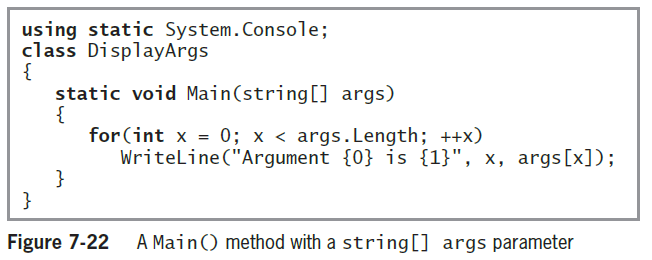 using static System.Console;
class DisplayArgs
{
   static void Main(string[] args)
   {
      for(int x = 0; x < args.Length; ++x)
         WriteLine("Argument {0} is {1}", x, args[x]);
   }
}
Figure 7-22 A Main() method with a string[] args parameter